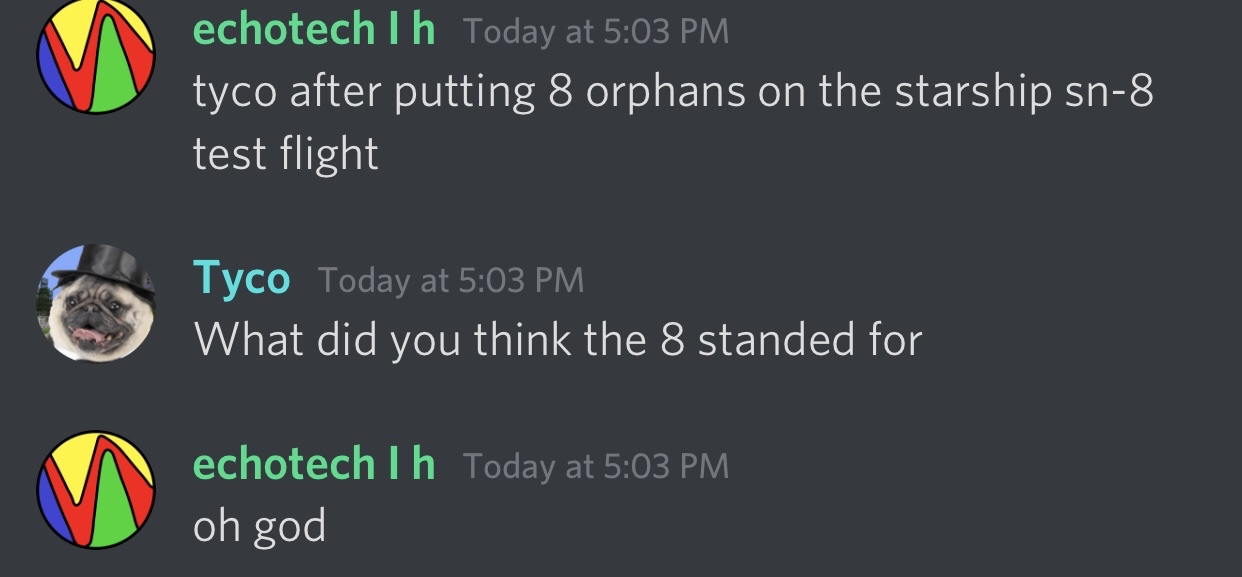 echotech I h Today at 5:03 PM
tyco after putting 8 orphans on the starship sn-8
test flight
Tyco Today at 5:03 PM
What did you think the 8 standed for
echotech I h Today at 5:03 PM
oh god